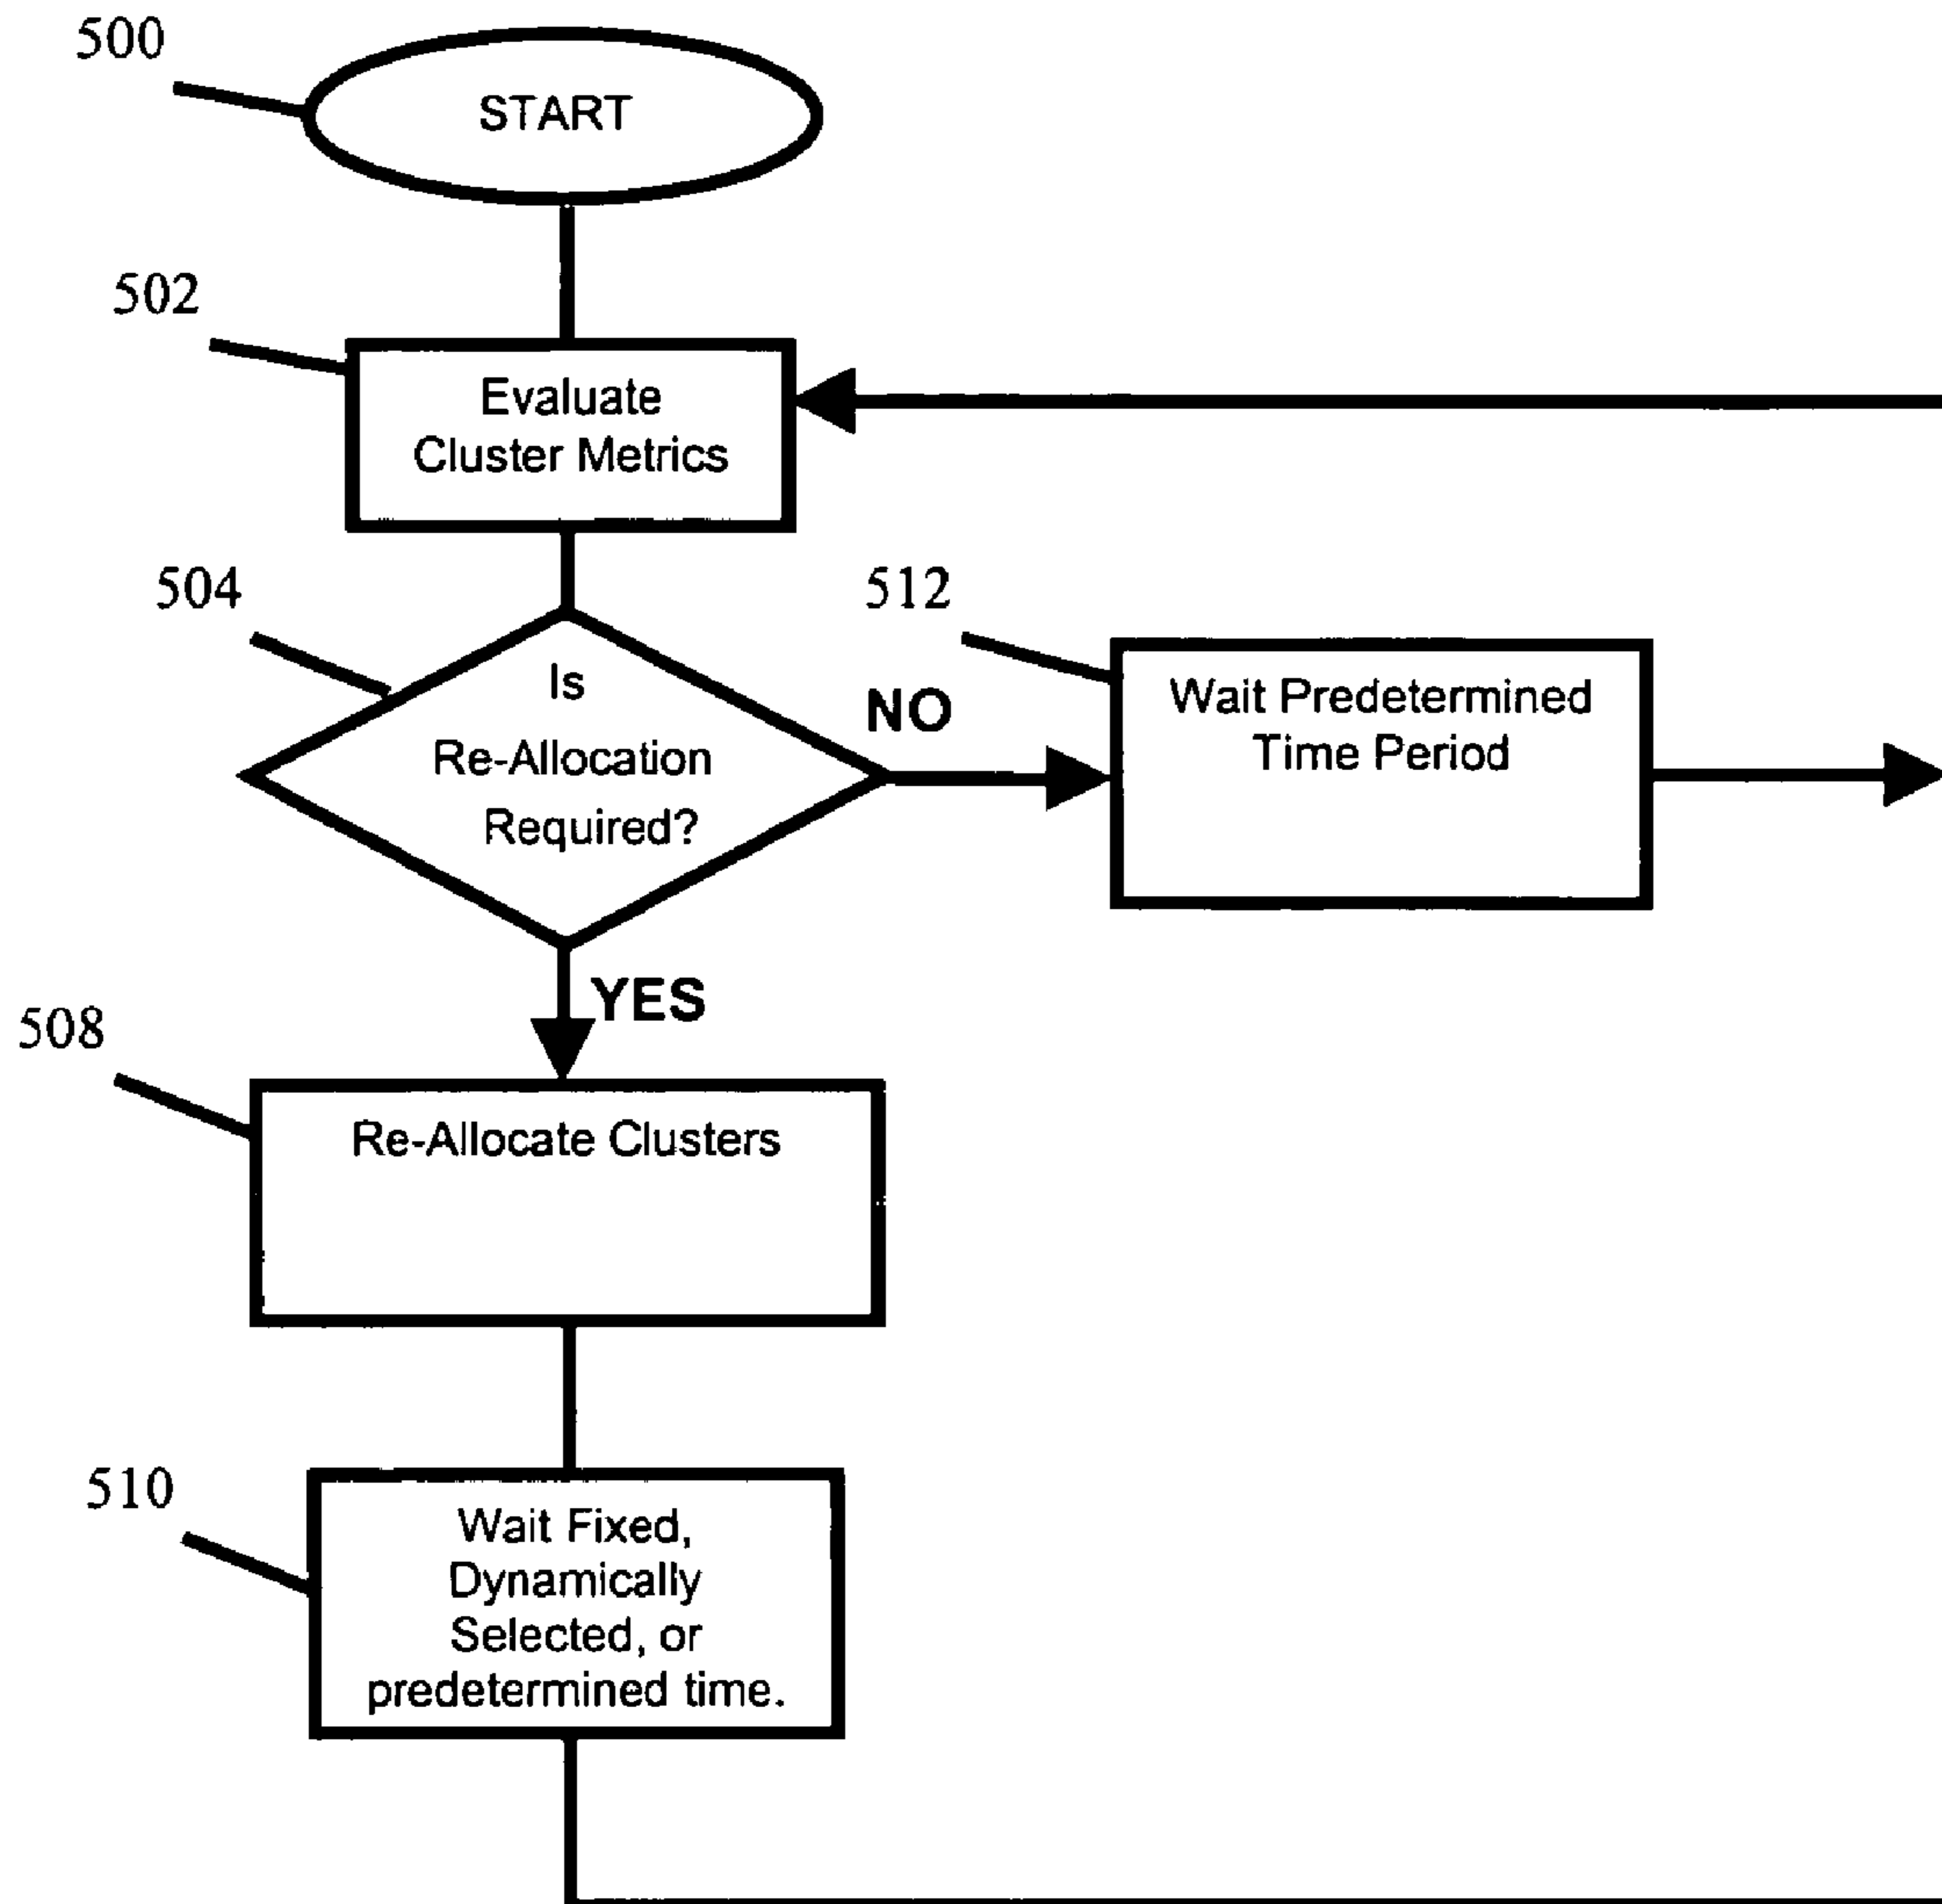 500
START
502
Evaluate
Cluster Metrics
504
Is
Re-Allocation
Required?
NO
512
Wait Predetermined
Time Period
YES
508
Re-Allocate Clusters
510
Wait Fixed,
Dynamically
Selected, or
predetermined time.